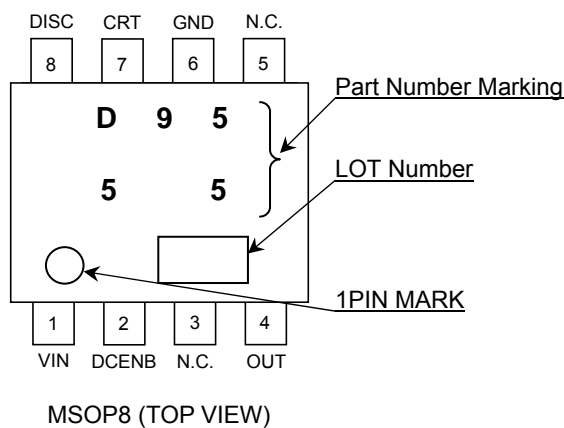 DISC CRT GND N.C.
8 7 6 5
Part Number Marking
D 9 5
LOT Number
5 5
1PIN MARK
1 2 3 4
VIN DCENB N.C. OUT
MSOP8 (TOP VIEW)